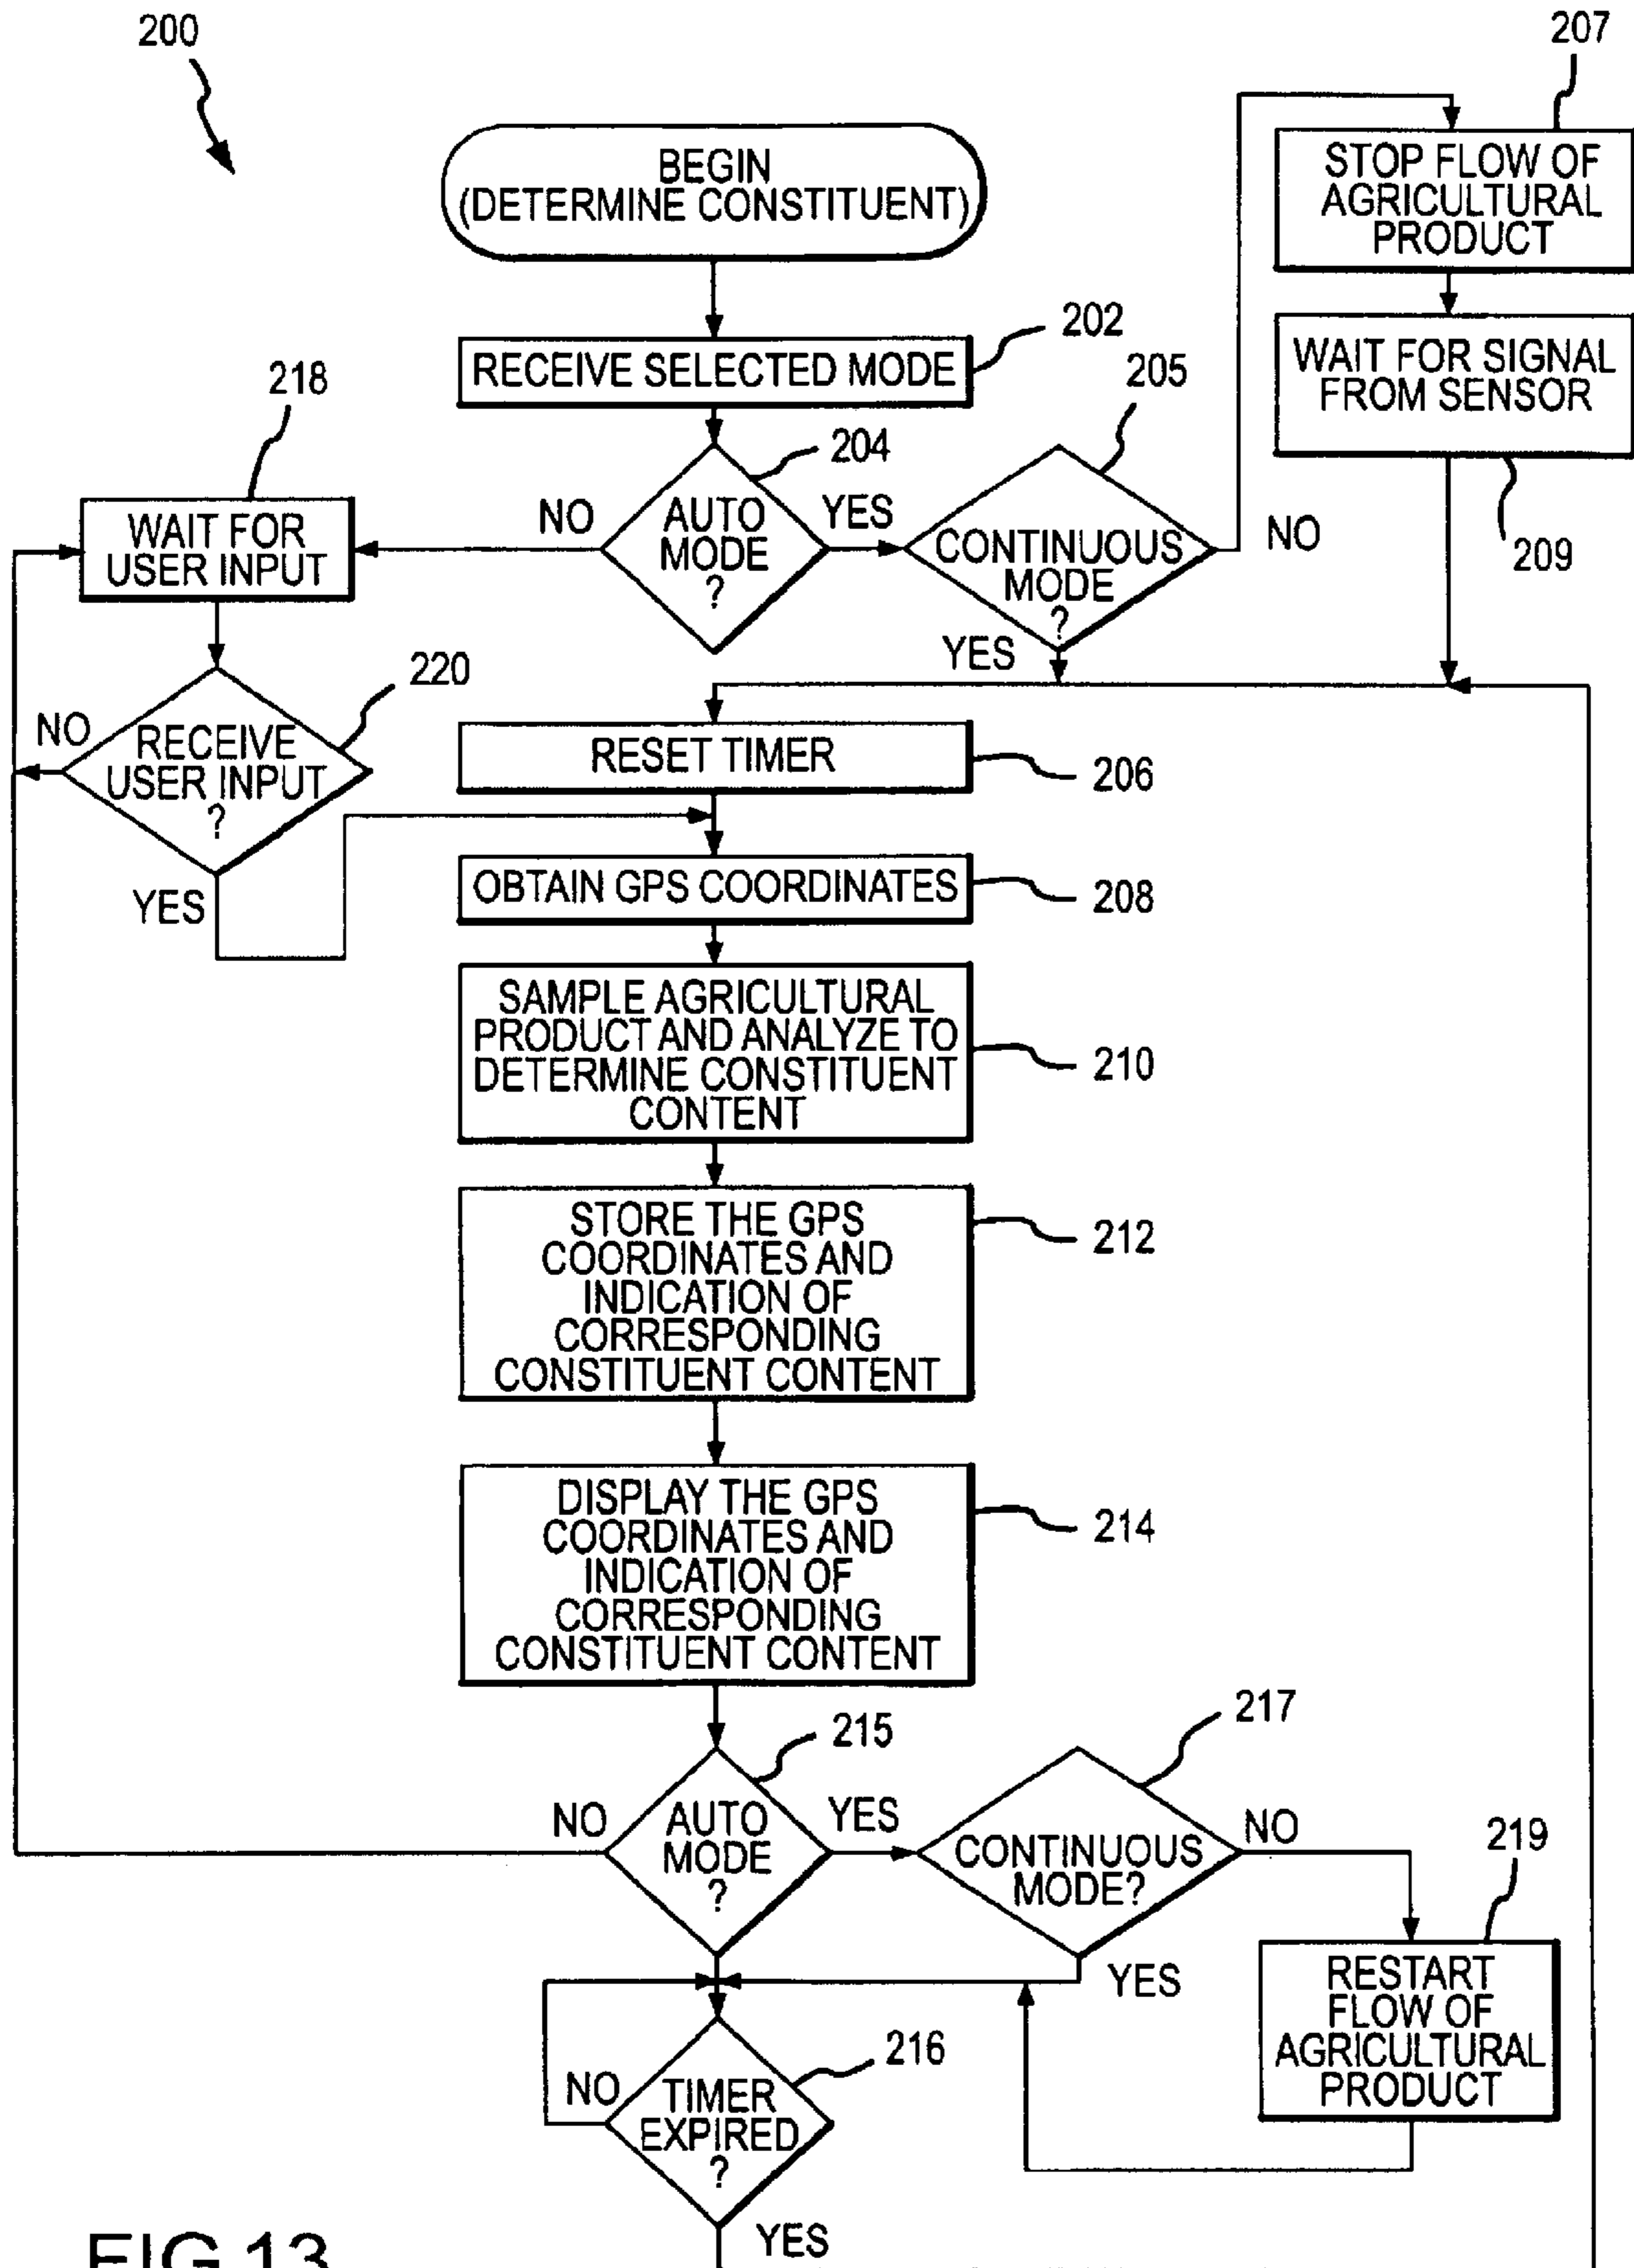 200
207
BEGIN
(DETERMINE CONSTITUENT)
STOP FLOW OF
AGRICULTURAL
PRODUCT
202
RECEIVE SELECTED MODE
WAIT FOR SIGNAL
FROM SENSOR
209
218
204
205
WAIT FOR
USER INPUT
NO
AUTO
MODE
?
YES
CONTINUOUS
MODE
?
NO
YES
220
NO
RECEIVE
USER INPUT
?
YES
RESET TIMER
206
OBTAIN GPS COORDINATES
208
SAMPLE AGRICULTURAL
PRODUCT AND ANALYZE TO
DETERMINE CONSTITUENT
CONTENT
210
STORE THE GPS
COORDINATES AND
INDICATION OF
CORRESPONDING
CONSTITUENT CONTENT
212
DISPLAY THE GPS
COORDINATES AND
INDICATION OF
CORRESPONDING
CONSTITUENT CONTENT
214
215
217
NO
AUTO
MODE
?
YES
CONTINUOUS
MODE?
NO
YES
219
RESTART
FLOW OF
AGRICULTURAL
PRODUCT
216
NO
TIMER
EXPIRED
?
YES
FIG.13